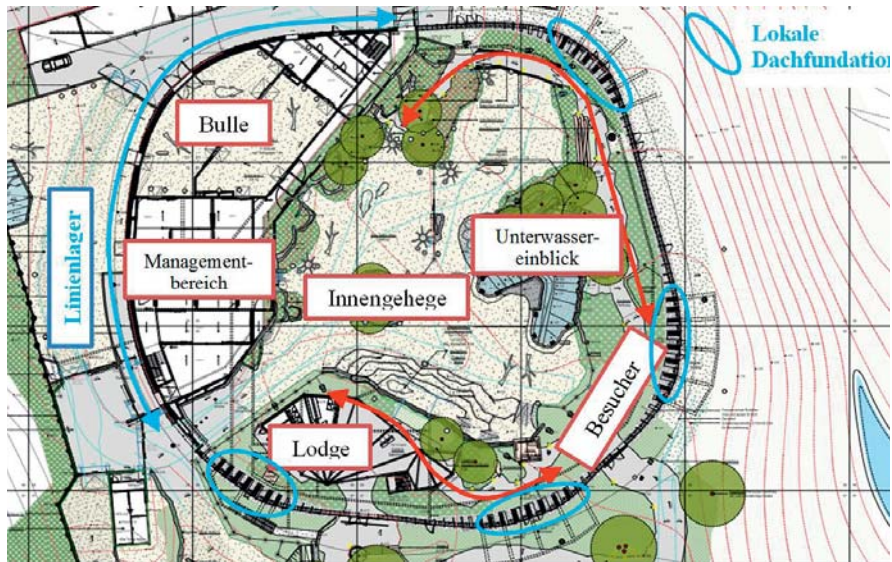 Lokale
Dachfundation
Bulle
Linienlager
Management-
bereich
Unterwasser-
einblick
Innengehege
Besucher
Lodge